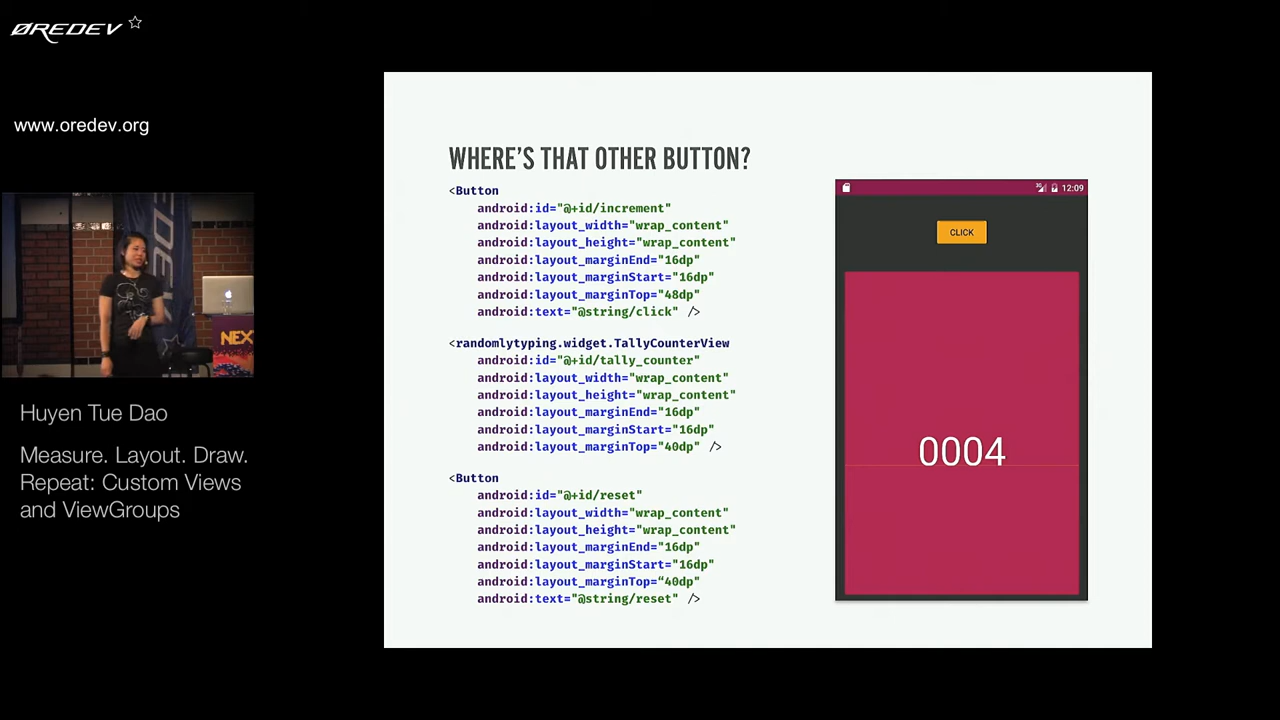 ØREDEV
www.oredev.org
NEX
Huyen Tue Dao
Measure. Layout. Draw.
Repeat: Custom Views
and ViewGroups
WHERE'S THAT OTHER BUTTON?
<Button
android:id="@+id/increment"
android:layout_width="wrap_content"
android:layout_height="wrap_content"
android:layout_marginEnd="16dp"
android:layout_marginStart="16dp"
android:layout_marginTop="48dp"
android:text="@string/click" />
<randomlytyping.widget.TallyCounterView
android:id="@+id/tally_counter"
android:layout_width="wrap_content"
android:layout_height="wrap_content"
android:layout_marginEnd="16dp"
android:layout_marginStart="16dp"
android:layout_marginTop="40dp" />
<Button
android:id="@+id/reset"
android:layout_width="wrap_content"
android:layout_height="wrap_content"
android:layout_marginEnd="16dp"
android:layout_marginStart="16dp"
android:layout_marginTop=“40dp"
android:text="@string/reset" />
12:09
CLICK
0004